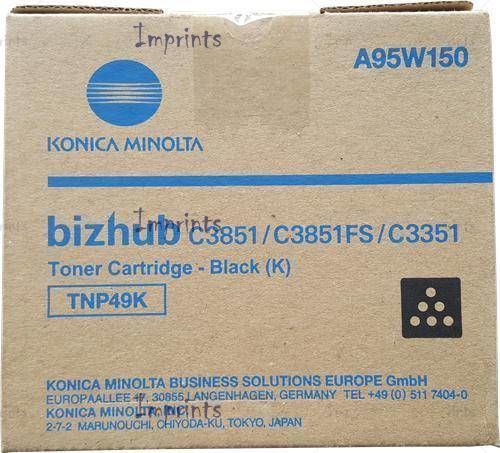 Imprints
A95W150
KONICA MINOLTA
Imprints
bizhub C3851/C3851FS/C3351
Toner Cartridge - Black (K)
TNP49K
KONICA MINOLTA BUSINESS SOLUTIONS EUROPE GmbH
EUROPAALLEE 17, 30855 LANGENHAGEN, GERMANY TEL +49 (0) 511 7404-0
KONICA MINOLTA, INC.
Imprints
2-7-2 MARUNOUCHI, CHIYODA-KU, TOKYO, JAPAN